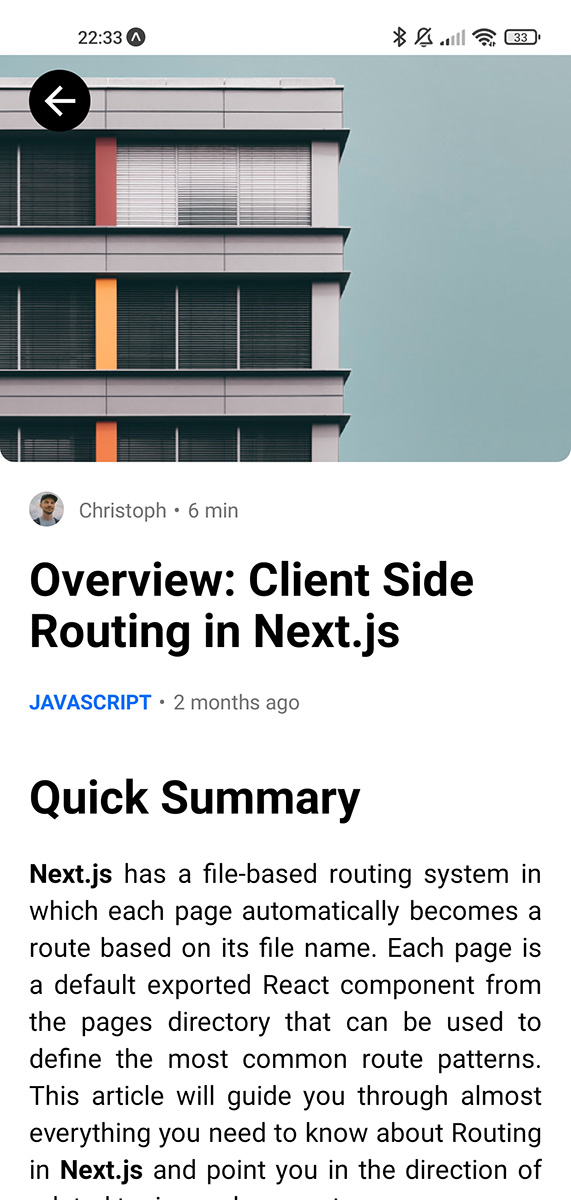 22:33
33
Christoph • 6 min
Overview: Client Side
Routing in Next.js
JAVASCRIPT • 2 months ago
Quick Summary
Next.js has a file-based routing system in
which each page automatically becomes a
route based on its file name. Each page is
a default exported React component from
the pages directory that can be used to
define the most common route patterns.
This article will guide you through almost
everything you need to know about Routing
in Next.js and point you in the direction of